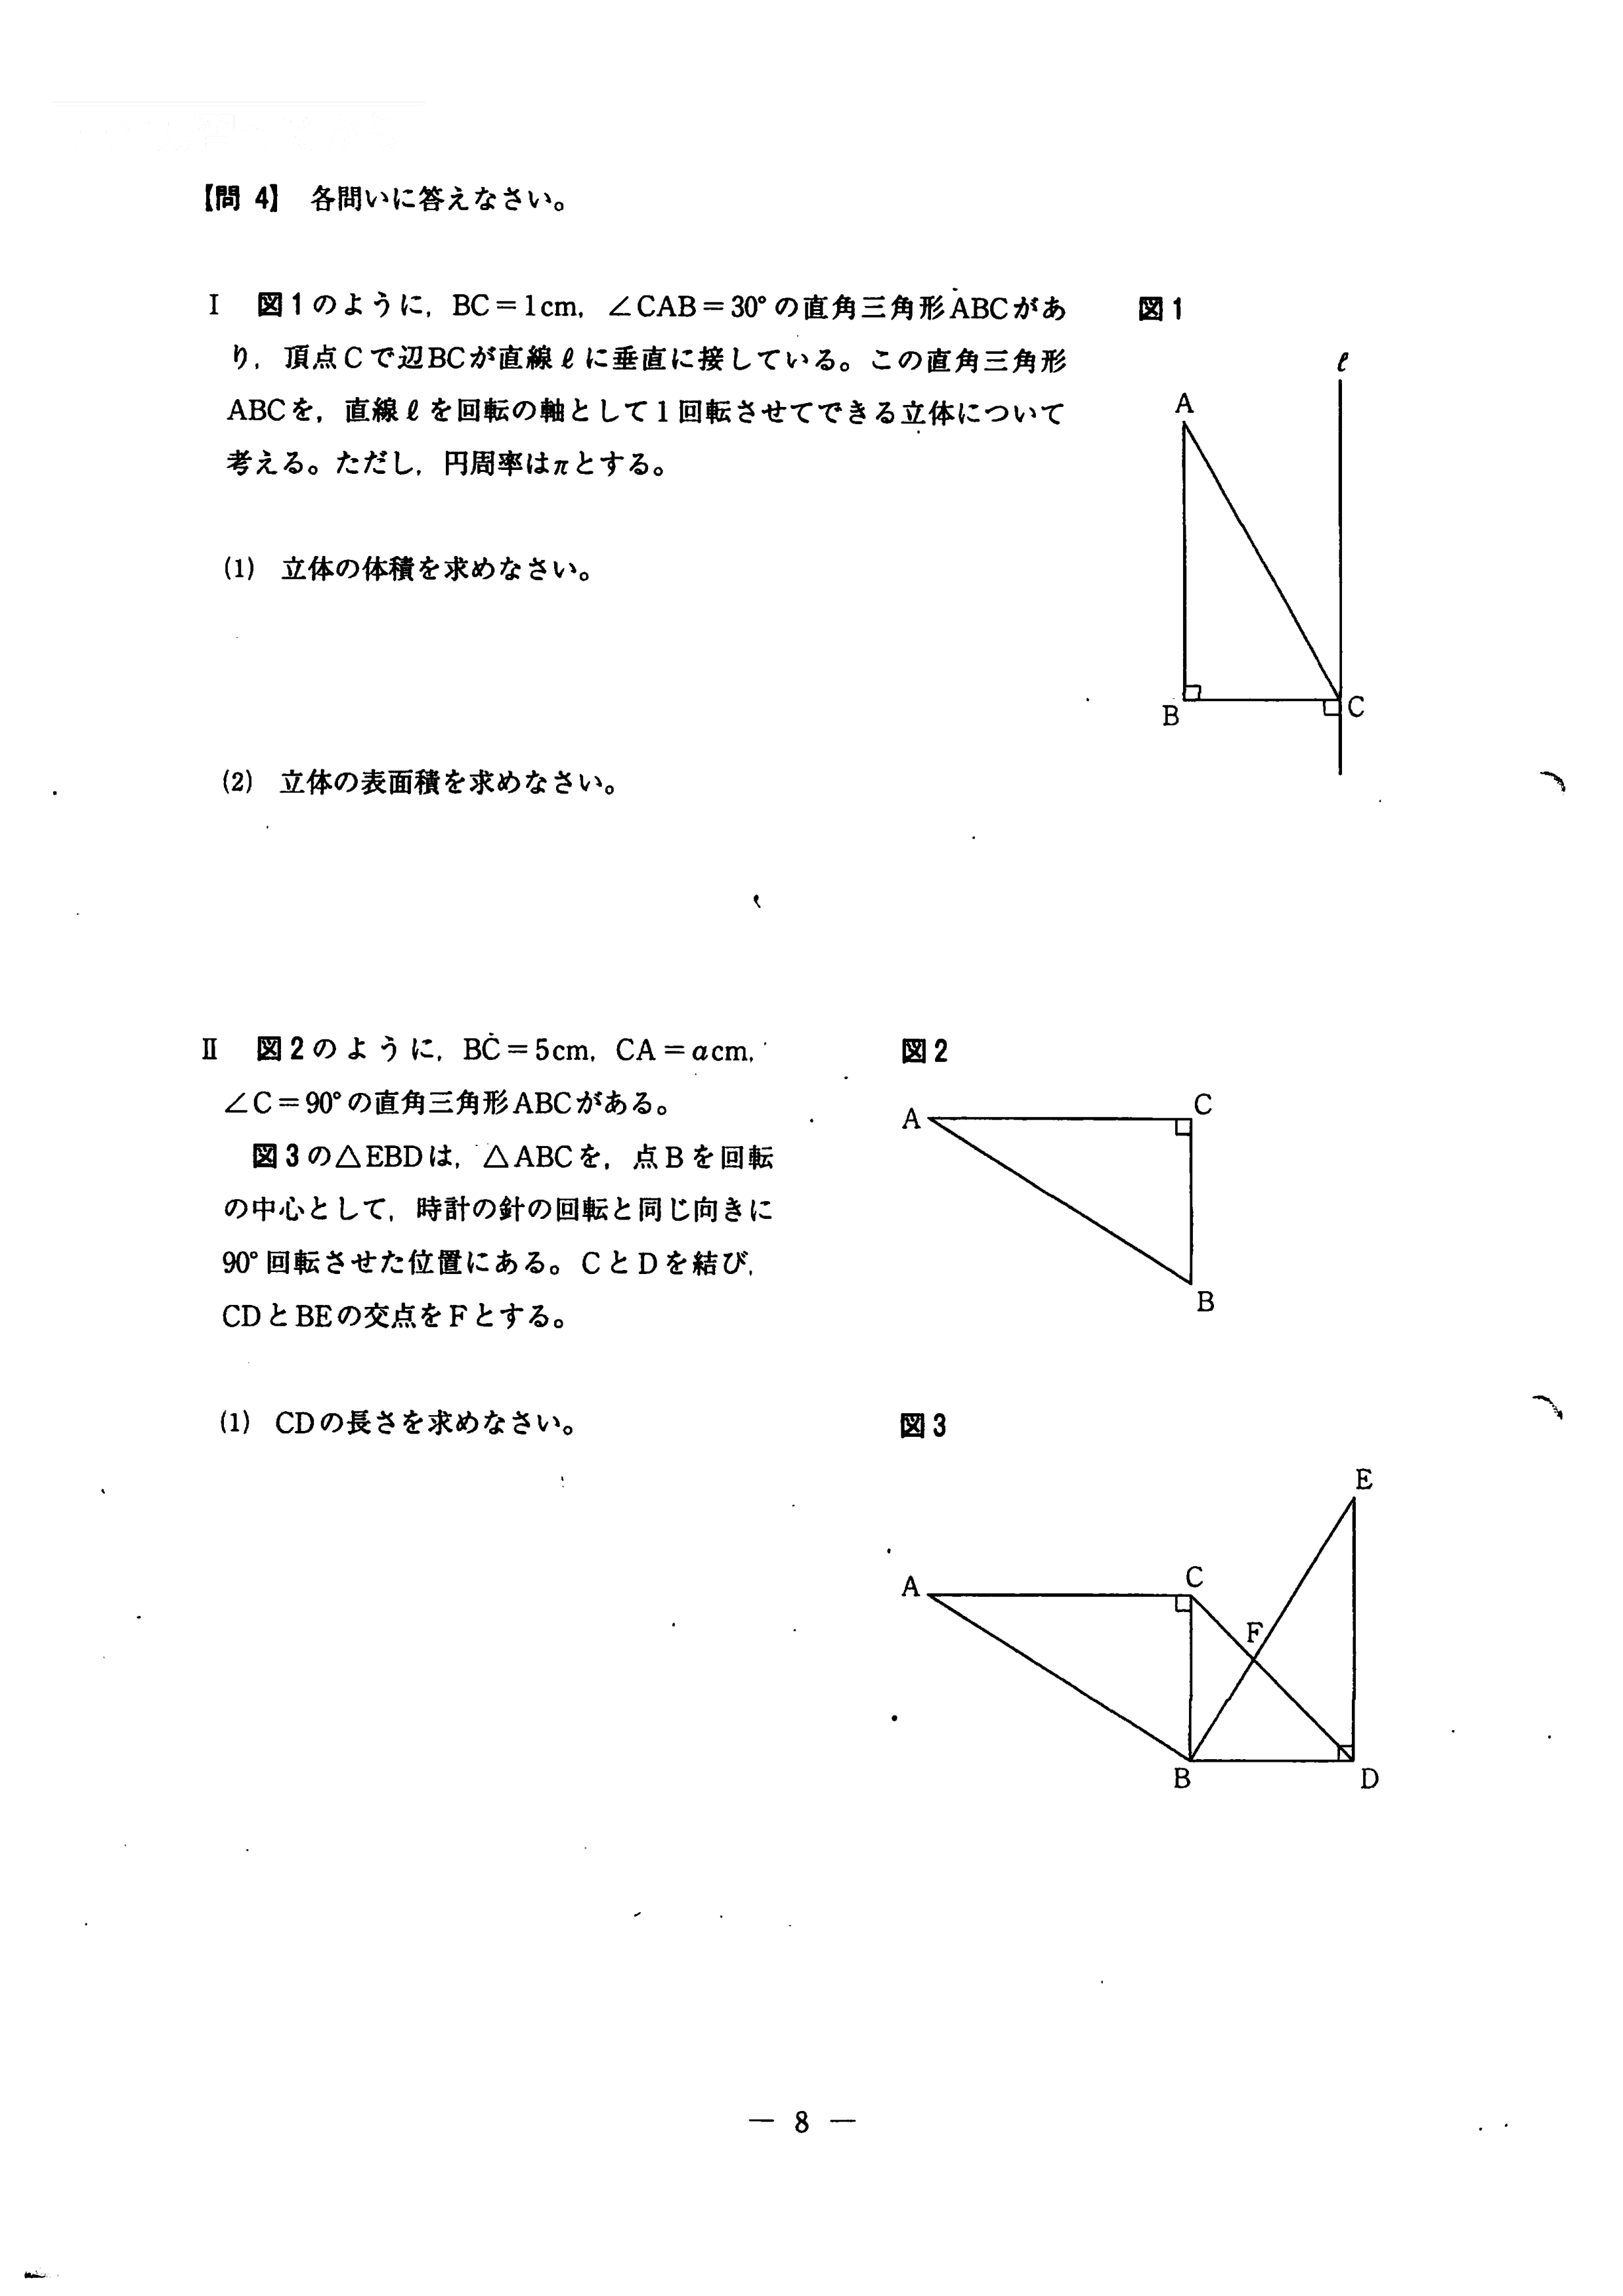 【問 4】 各問いに答えなさい。
Ⅰ 図1のように，BC＝1cm，∠CAB＝30°の直角三角形ABCがあ
り，頂点Cで辺BCが直線ℓに垂直に接している。この直角三角形
ABCを，直線ℓを回転の軸として1回転させてできる立体について
考える。ただし，円周率はπとする。
図1
ℓ
A
B
C
(1) 立体の体積を求めなさい。
(2) 立体の表面積を求めなさい。
Ⅱ 図2のように，BC＝5cm，CA＝acm，
∠C＝90°の直角三角形ABCがある。
図3の△EBDは，△ABCを，点Bを回転
の中心として，時計の針の回転と同じ向きに
90°回転させた位置にある。CとDを結び，
CDとBEの交点をFとする。
(1) CDの長さを求めなさい。
図2
A
C
B
図3
E
A
C
F
B
D
― 8 ―